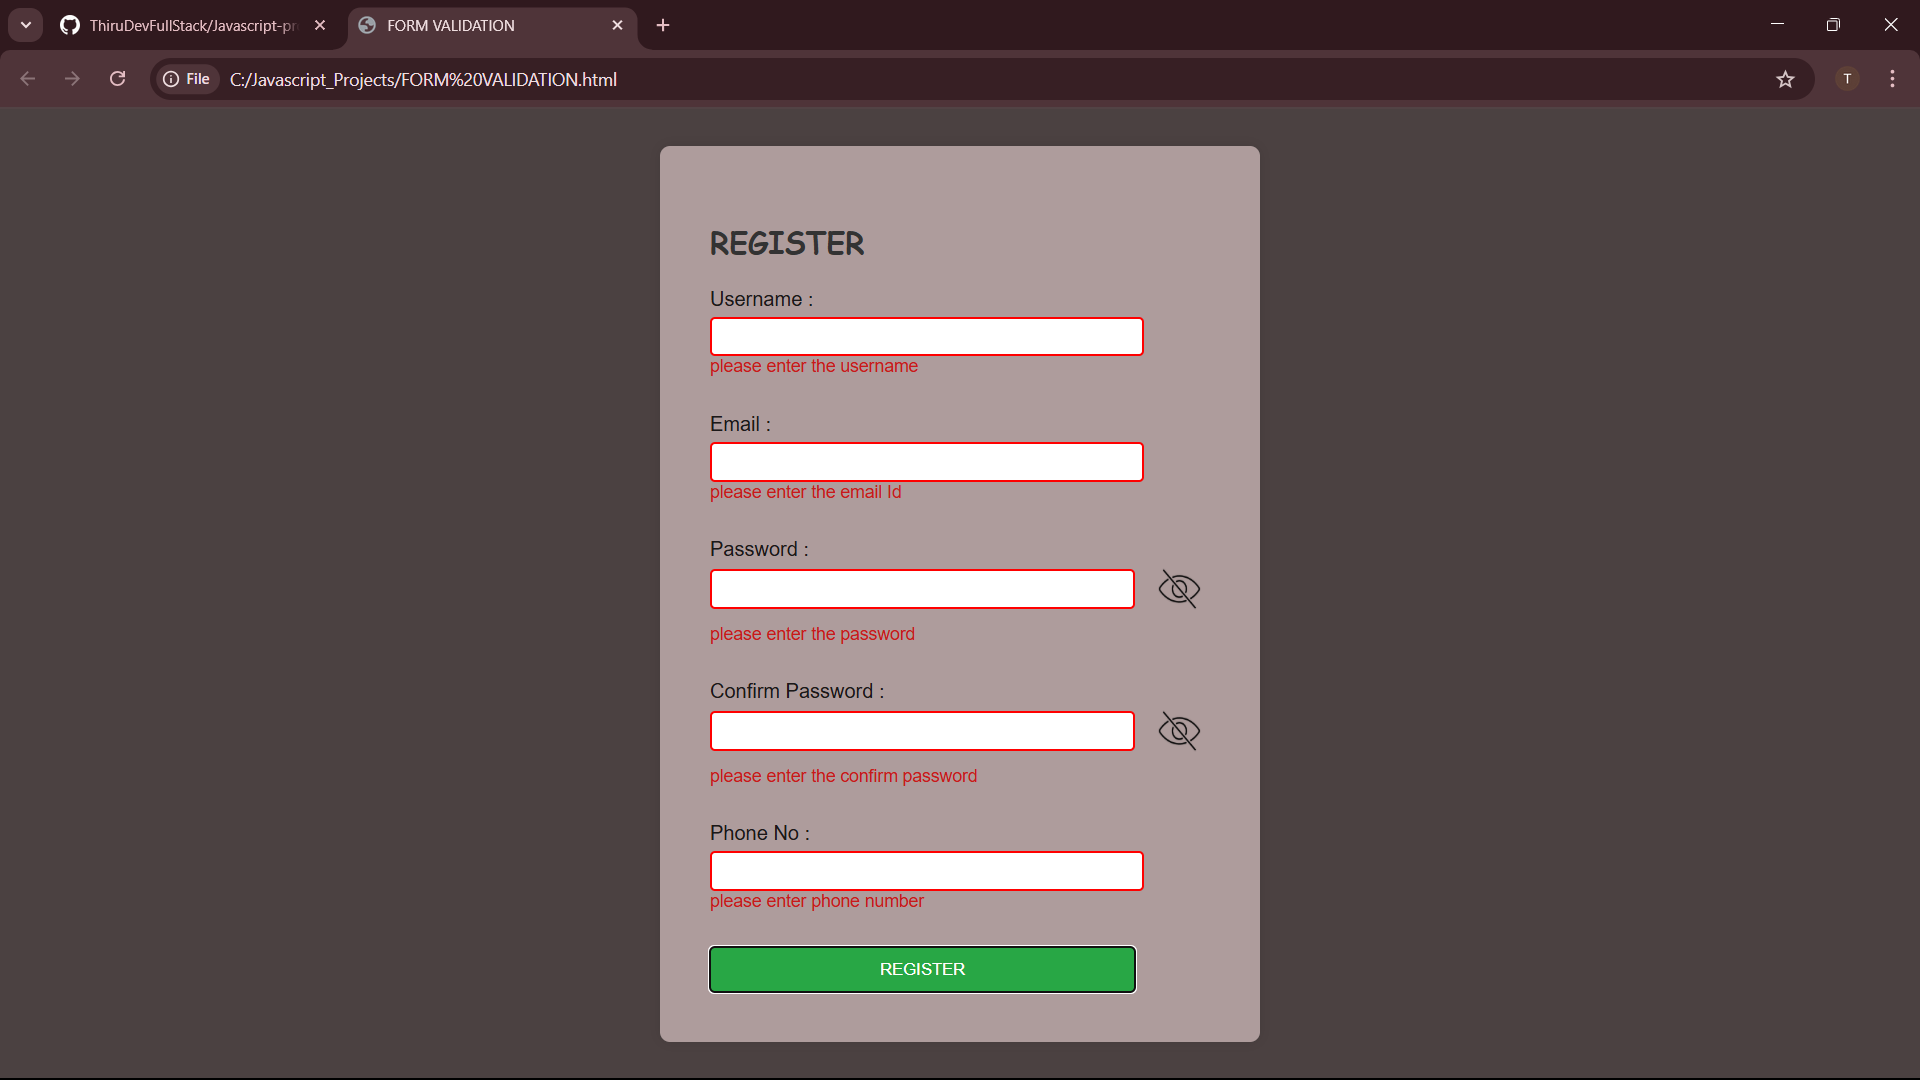 ThiruDevFullStack/Javascript-pr
FORM VALIDATION
File
C:/Javascript_Projects/FORM%20VALIDATION.html
T
REGISTER
Username :
please enter the username
Email :
please enter the email Id
Password :
please enter the password
Confirm Password :
please enter the confirm password
Phone No :
please enter phone number
REGISTER